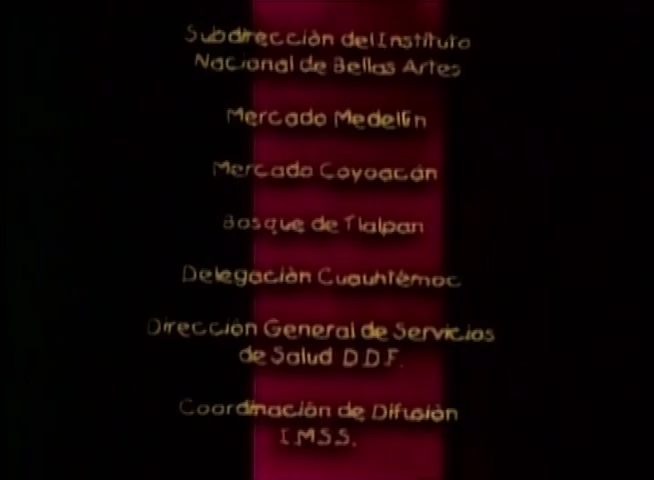 Subdirección del Instituto
Nacional de Bellas Artes
Mercado Medellín
Mercado Coyoacán
Bosque de Tlalpan
Delegación Cuauhtémoc
Dirección General de Servicios
de Salud D.D.F.
Coordinación de Difusión
I.M.S.S.